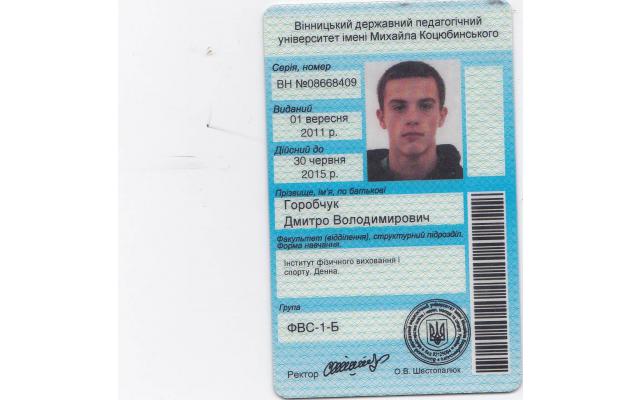 Вінницький державний педагогічний
університет імені Михайла Коцюбинського
Серія, номер
ВН №08668409
Виданий
01 вересня
2011 р.
Дійсний до
30 червня
2015 р.
Прізвище, ім'я, по батькові
Горобчук
Дмитро Володимирович
Факультет (відділення), структурний підрозділ.
Форма навчання.
Інститут фізичного виховання і
спорту. Денна.
Група
ФВС-1-Б
Ректор
О.В. Шестопалюк